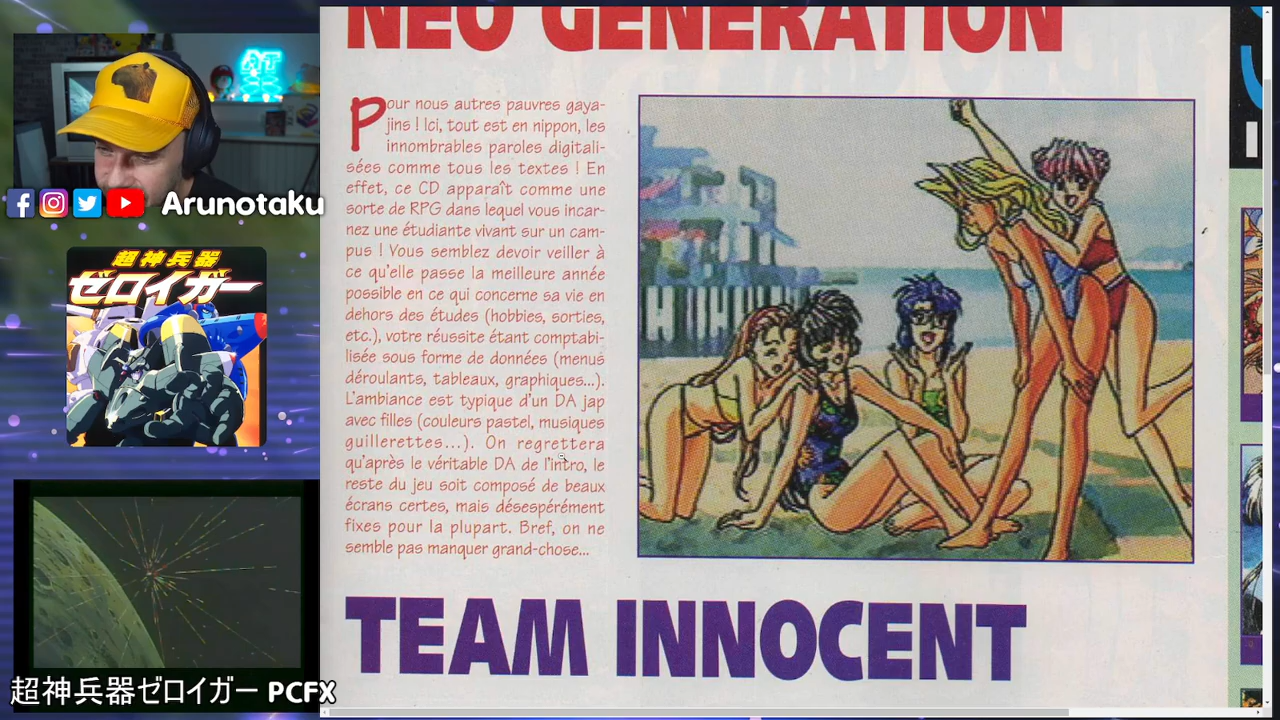 NEO GENERATION
Pour nous autres pauvres gaya-
jins ! Ici, tout est en nippon, les
innombrables paroles digitali-
sées comme tous les textes ! En
effet, ce CD apparaît comme une
sorte de RPG dans lequel vous incar-
nez une étudiante vivant sur un cam-
pus ! Vous semblez devoir veiller à
ce qu'elle passe la meilleure année
possible en ce qui concerne sa vie en
dehors des études (hobbies, sorties,
etc.), votre réussite étant comptabi-
lisée sous forme de données (menus
déroulants, tableaux, graphiques...).
L'ambiance est typique d'un DA jap
avec filles (couleurs pastel, musiques
guillerettes...). On regrettera
qu'après le véritable DA de l'intro, le
reste du jeu soit composé de beaux
écrans certes, mais désespérément
fixes pour la plupart. Bref, on ne
semble pas manquer grand-chose...
TEAM INNOCENT
Arunotaku
超神兵器
ゼロイガー
超神兵器ゼロイガー PCFX